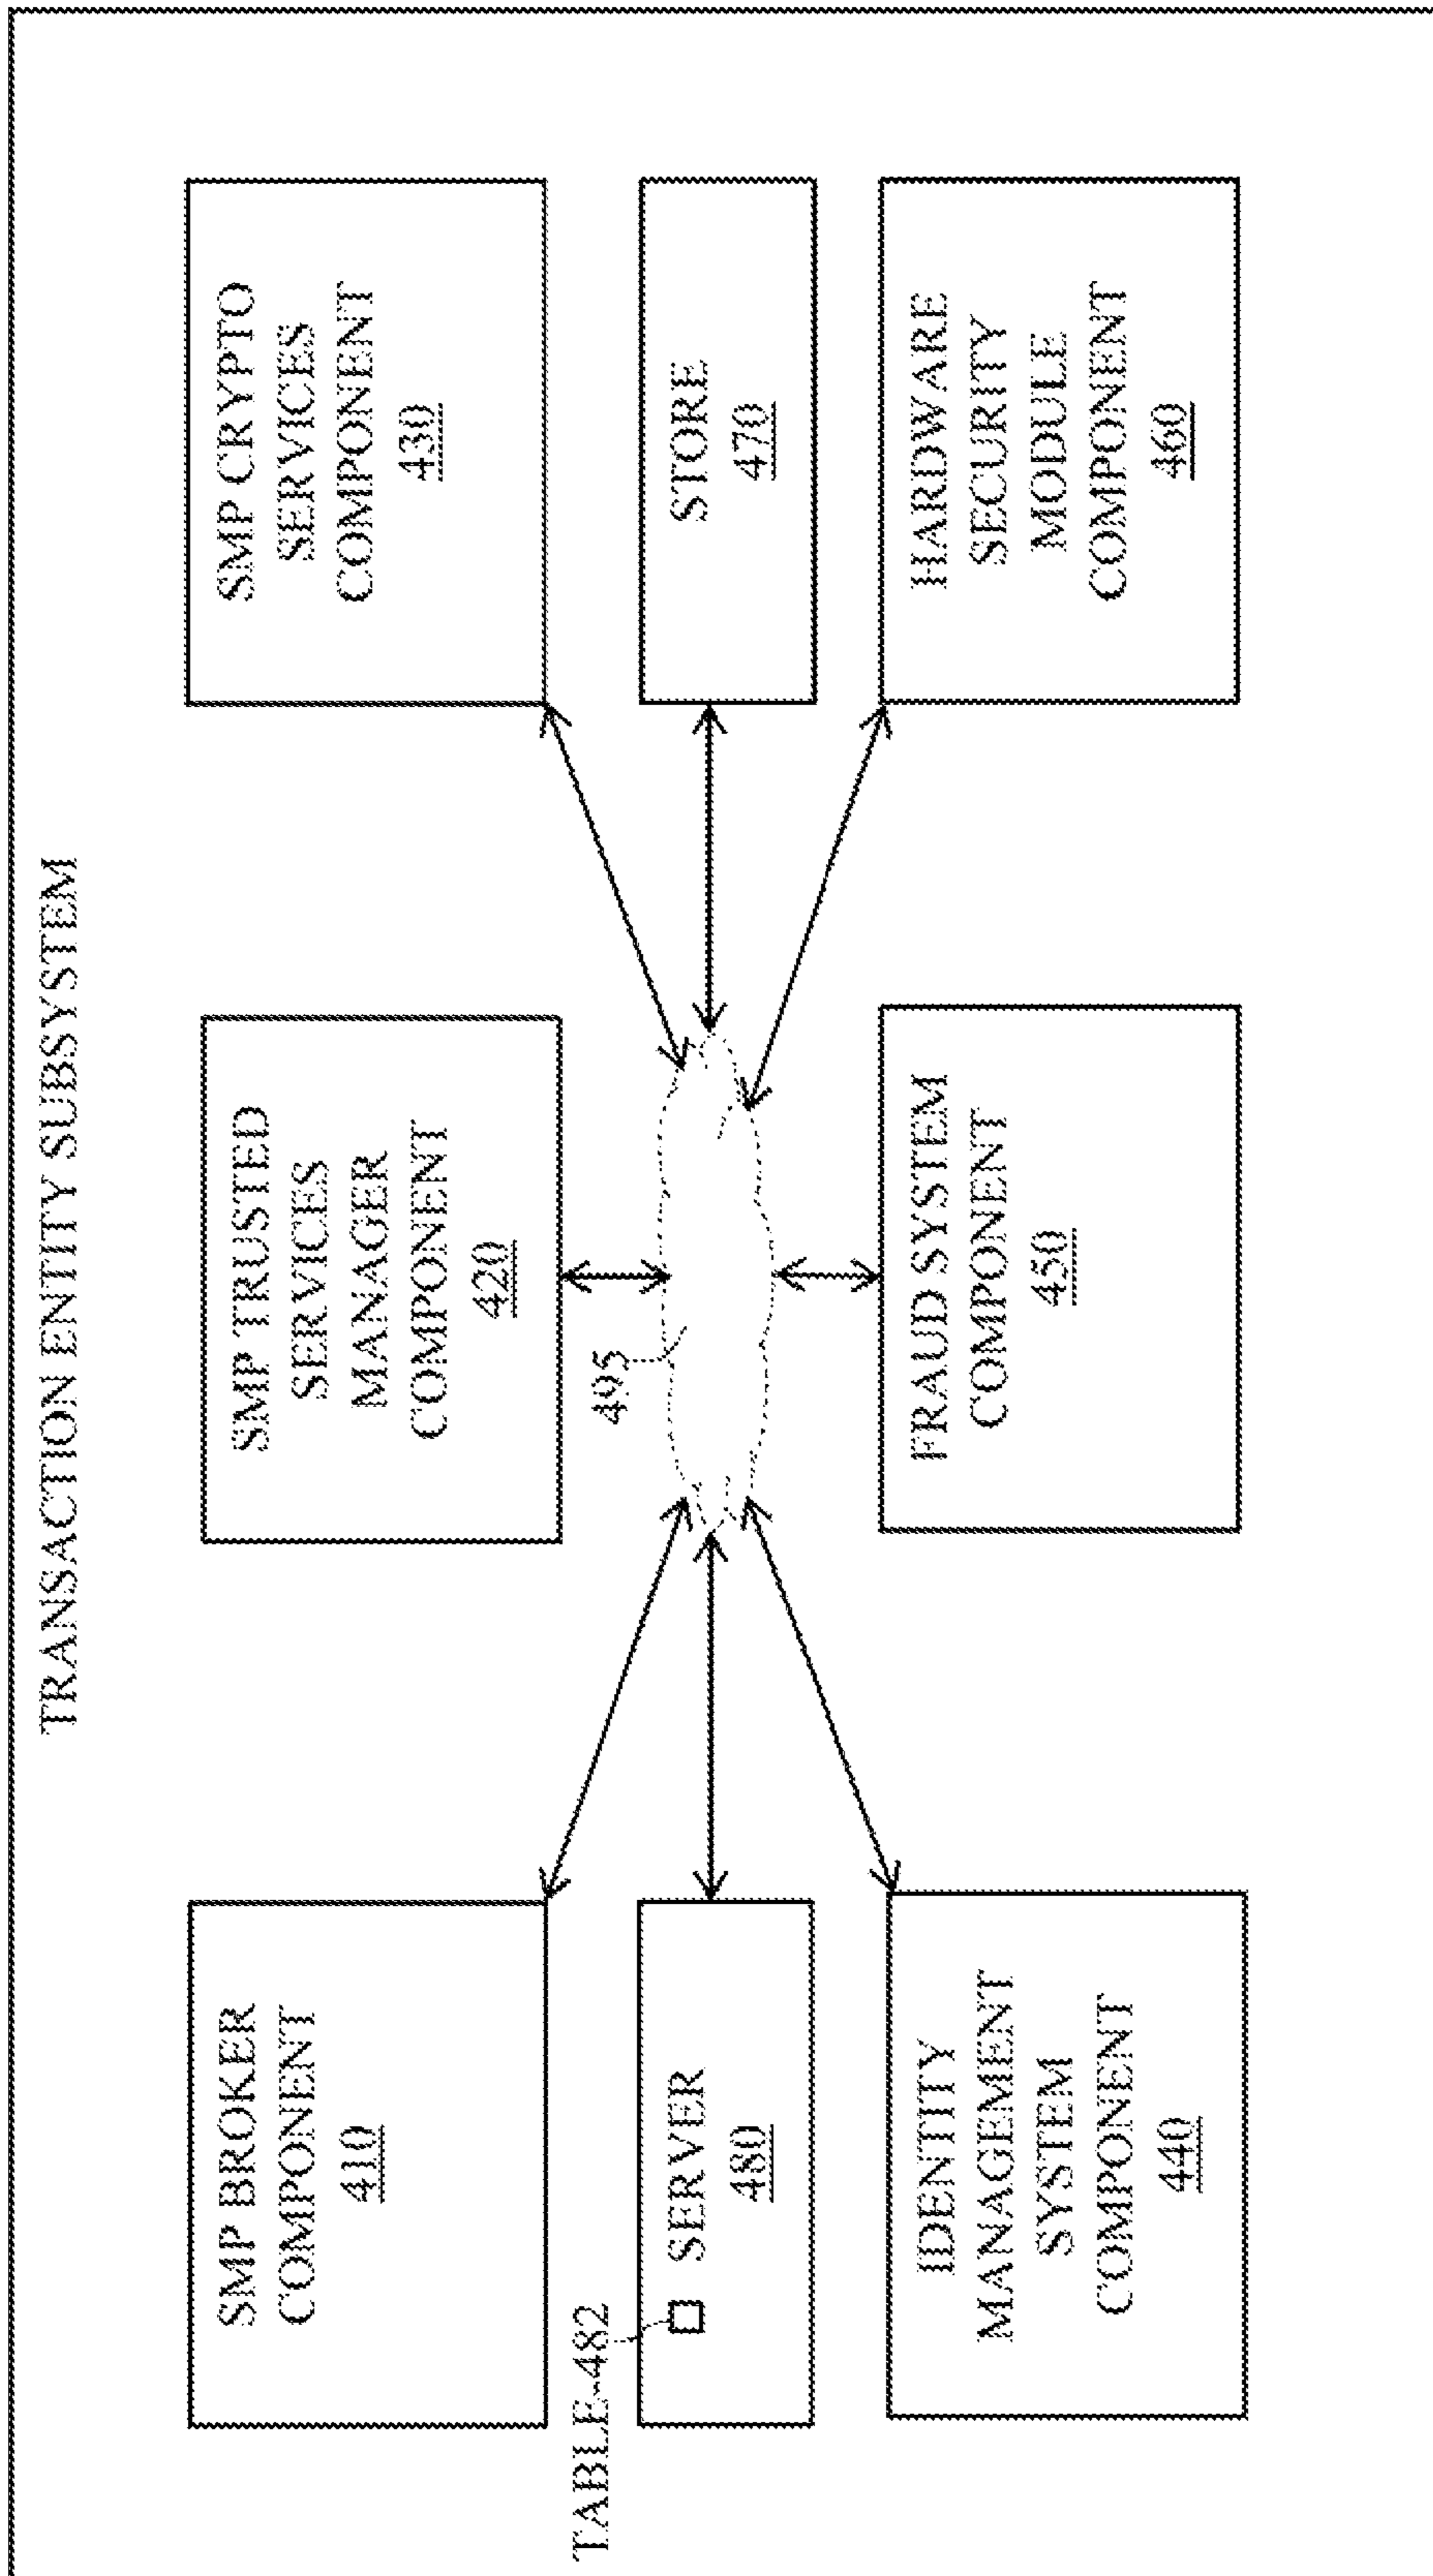 TRANSACTION ENTITY SUBSYSTEM
SMP BROKER
COMPONENT
410
SMP TRUSTED
SERVICES
MANAGER
COMPONENT
420
SMP CRYPTO
SERVICES
COMPONENT
430
TABLE-482
SERVER
480
495
STORE
470
IDENTITY
MANAGEMENT
SYSTEM
COMPONENT
440
FRAUD SYSTEM
COMPONENT
450
HARDWARE
SECURITY
MODULE
COMPONENT
460